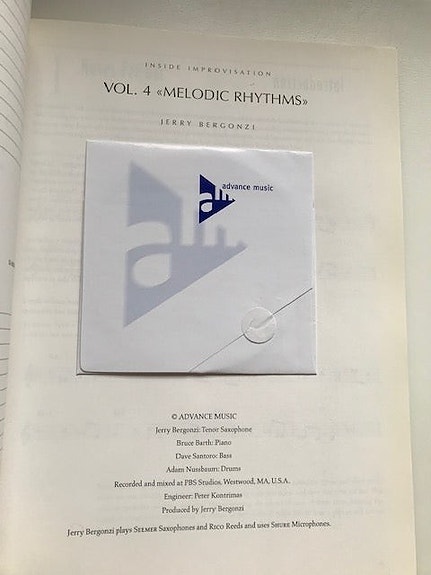 INSIDE IMPROVISATION
VOL. 4 «MELODIC RHYTHMS»
JERRY BERGONZI
advance music
am
© ADVANCE MUSIC
Jerry Bergonzi: Tenor Saxophone
Bruce Barth: Piano
Dave Santoro: Bass
Adam Nussbaum: Drums
Recorded and mixed at PBS Studios, Westwood, MA, U.S.A.
Engineer: Peter Kontrimas
Produced by Jerry Bergonzi
Jerry Bergonzi plays SELMER Saxophones and RICO Reeds and uses SHURE Microphones.